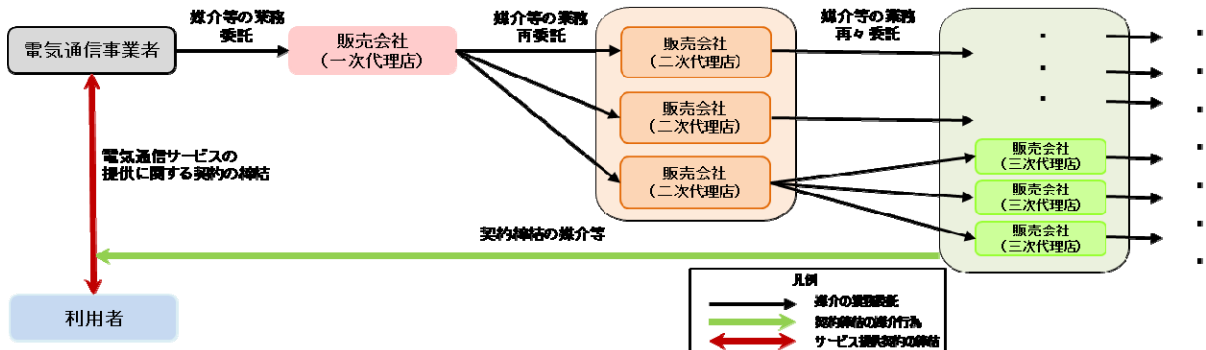 媒介等の業務
委託
媒介等の業務
再委託
媒介等の業務
再々委託
電気通信事業者
販売会社
(一次代理店)
販売会社
(二次代理店)
販売会社
(二次代理店)
販売会社
(二次代理店)
電気通信サービスの
提供に関する契約の締結
販売会社
(三次代理店)
販売会社
(三次代理店)
販売会社
(三次代理店)
契約締結の媒介等
利用者
凡例
媒介の業務委託
契約締結の媒介行為
サービス提供契約の締結